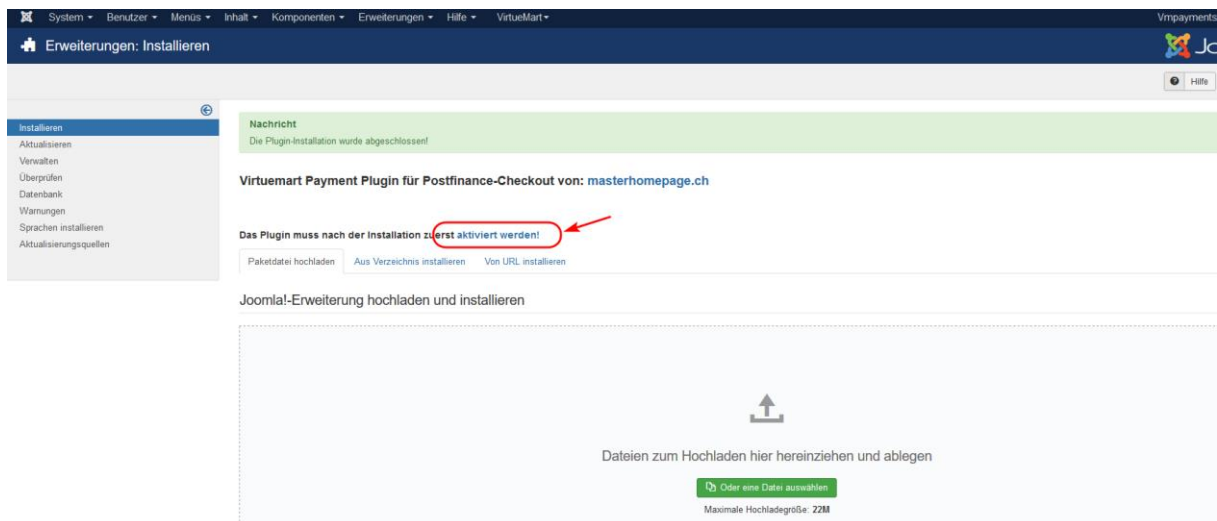 System Benutzer Menüs Inhalt Komponenten Erweiterungen Hilfe VirtueMart Vmpayments
Erweiterungen: Installieren
Hilfe
Installieren
Aktualisieren
Verwalten
Überprüfen
Datenbank
Warnungen
Sprachen installieren
Aktualisierungsquellen
Nachricht
Die Plugin-Installation wurde abgeschlossen!
Virtuemart Payment Plugin für Postfinance-Checkout von: masterhomepage.ch
Das Plugin muss nach der Installation zuerst aktiviert werden!
Paketdatei hochladen Aus Verzeichnis installieren Von URL installieren
Joomla!-Erweiterung hochladen und installieren
Dateien zum Hochladen hier hereinziehen und ablegen
Oder eine Datei auswählen
Maximale Hochladegröße: 22M